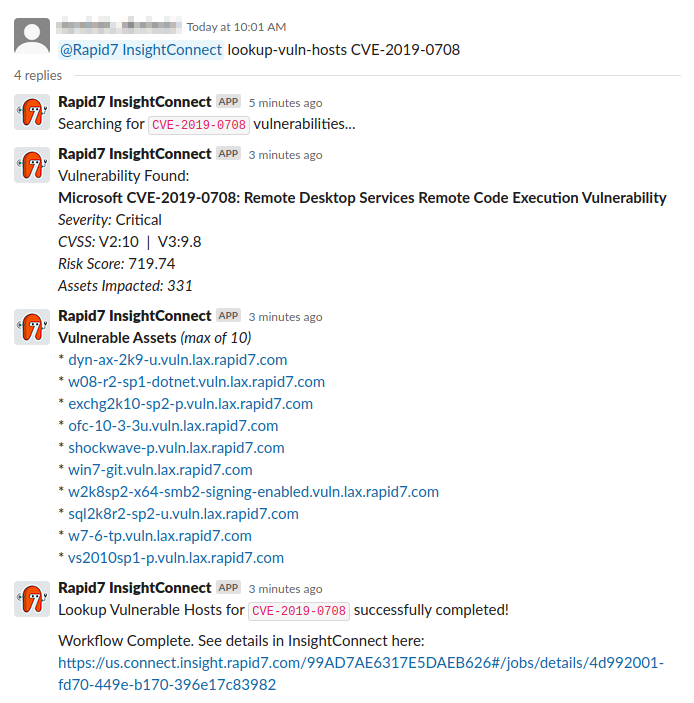 Today at 10:01 AM
@Rapid7 InsightConnect lookup-vuln-hosts CVE-2019-0708
4 replies
Rapid7 InsightConnect APP 5 minutes ago
Searching for CVE-2019-0708 vulnerabilities...
Rapid7 InsightConnect APP 3 minutes ago
Vulnerability Found:
Microsoft CVE-2019-0708: Remote Desktop Services Remote Code Execution Vulnerability
Severity: Critical
CVSS: V2:10 | V3:9.8
Risk Score: 719.74
Assets Impacted: 331
Rapid7 InsightConnect APP 3 minutes ago
Vulnerable Assets (max of 10)
* dyn-ax-2k9-u.vuln.lax.rapid7.com
* w08-r2-sp1-dotnet.vuln.lax.rapid7.com
* exchg2k10-sp2-p.vuln.lax.rapid7.com
* ofc-10-3-3u.vuln.lax.rapid7.com
* shockwave-p.vuln.lax.rapid7.com
* win7-git.vuln.lax.rapid7.com
* w2k8sp2-x64-smb2-signing-enabled.vuln.lax.rapid7.com
* sql2k8r2-sp2-u.vuln.lax.rapid7.com
* w7-6-tp.vuln.lax.rapid7.com
* vs2010sp1-p.vuln.lax.rapid7.com
Rapid7 InsightConnect APP 3 minutes ago
Lookup Vulnerable Hosts for CVE-2019-0708 successfully completed!
Workflow Complete. See details in InsightConnect here:
https://us.connect.insight.rapid7.com/99AD7AE6317E5DAEB626#/jobs/details/4d992001-
fd70-449e-b170-396e17c83982